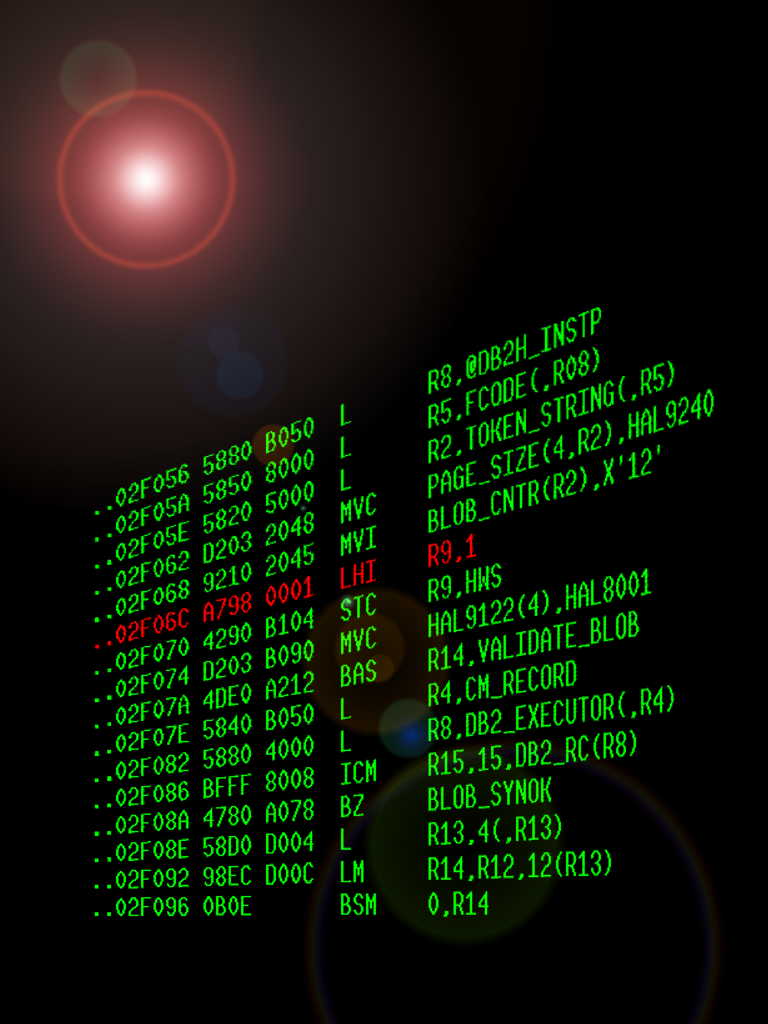 ..02F056 5880 B050 L R8,@DB2H_INSTP
..02F05A 5850 8000 L R5,FCODE(,R08)
..02F05E 5820 5000 L R2,TOKEN_STRING(,R5)
..02F062 D203 2048 MVC PAGE_SIZE(4,R2),HAL9240
..02F068 9210 2045 MVI BLOB_CNTR(R2),X'12'
..02F06C A798 0001 LHI R9,1
..02F070 4290 B104 STC R9,HWS
..02F074 D203 B090 MVC HAL9122(4),HAL8001
..02F07A 4DE0 A212 BAS R14,VALIDATE_BLOB
..02F07E 5840 B050 L R4,CM_RECORD
..02F082 5880 4000 L R8,DB2_EXECUTOR(,R4)
..02F086 BFFF 8008 ICM R15,15,DB2_RC(R8)
..02F08A 4780 A078 BZ BLOB_SYNOK
..02F08E 58D0 D004 L R13,4(,R13)
..02F092 98EC D00C LM R14,R12,12(R13)
..02F096 0B0E BSM 0,R14